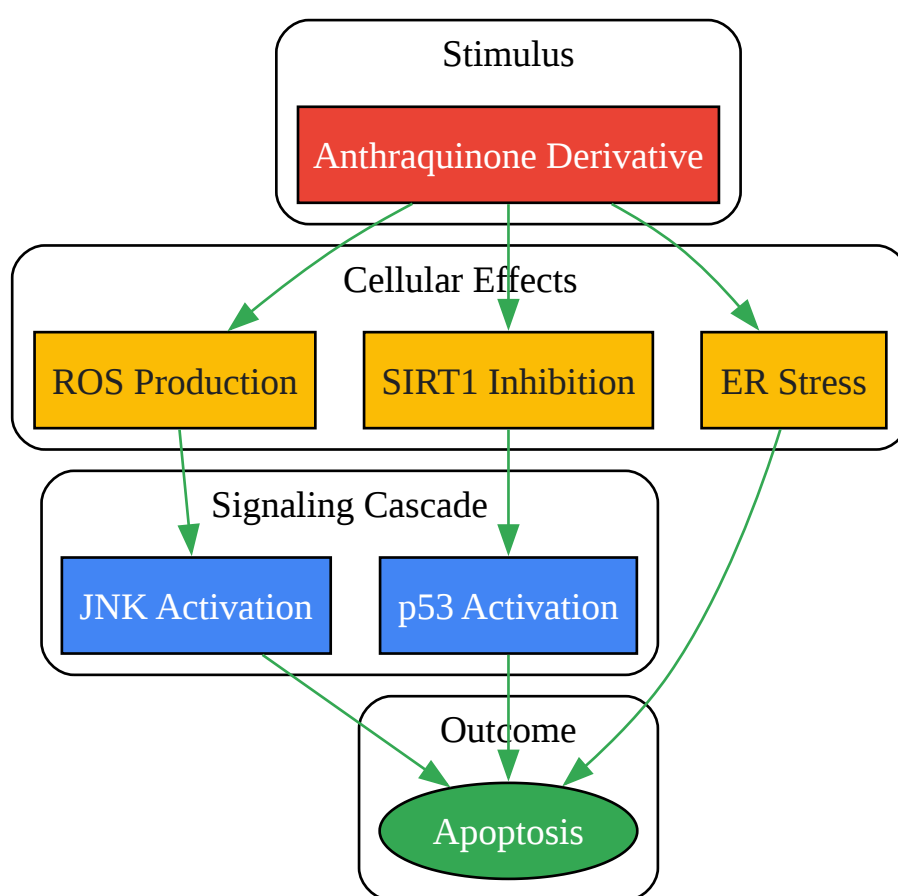 Stimulus
Anthraquinone Derivative
Cellular Effects
ROS Production
SIRT1 Inhibition
ER Stress
Signaling Cascade
JNK Activation
p53 Activation
Outcome
Apoptosis